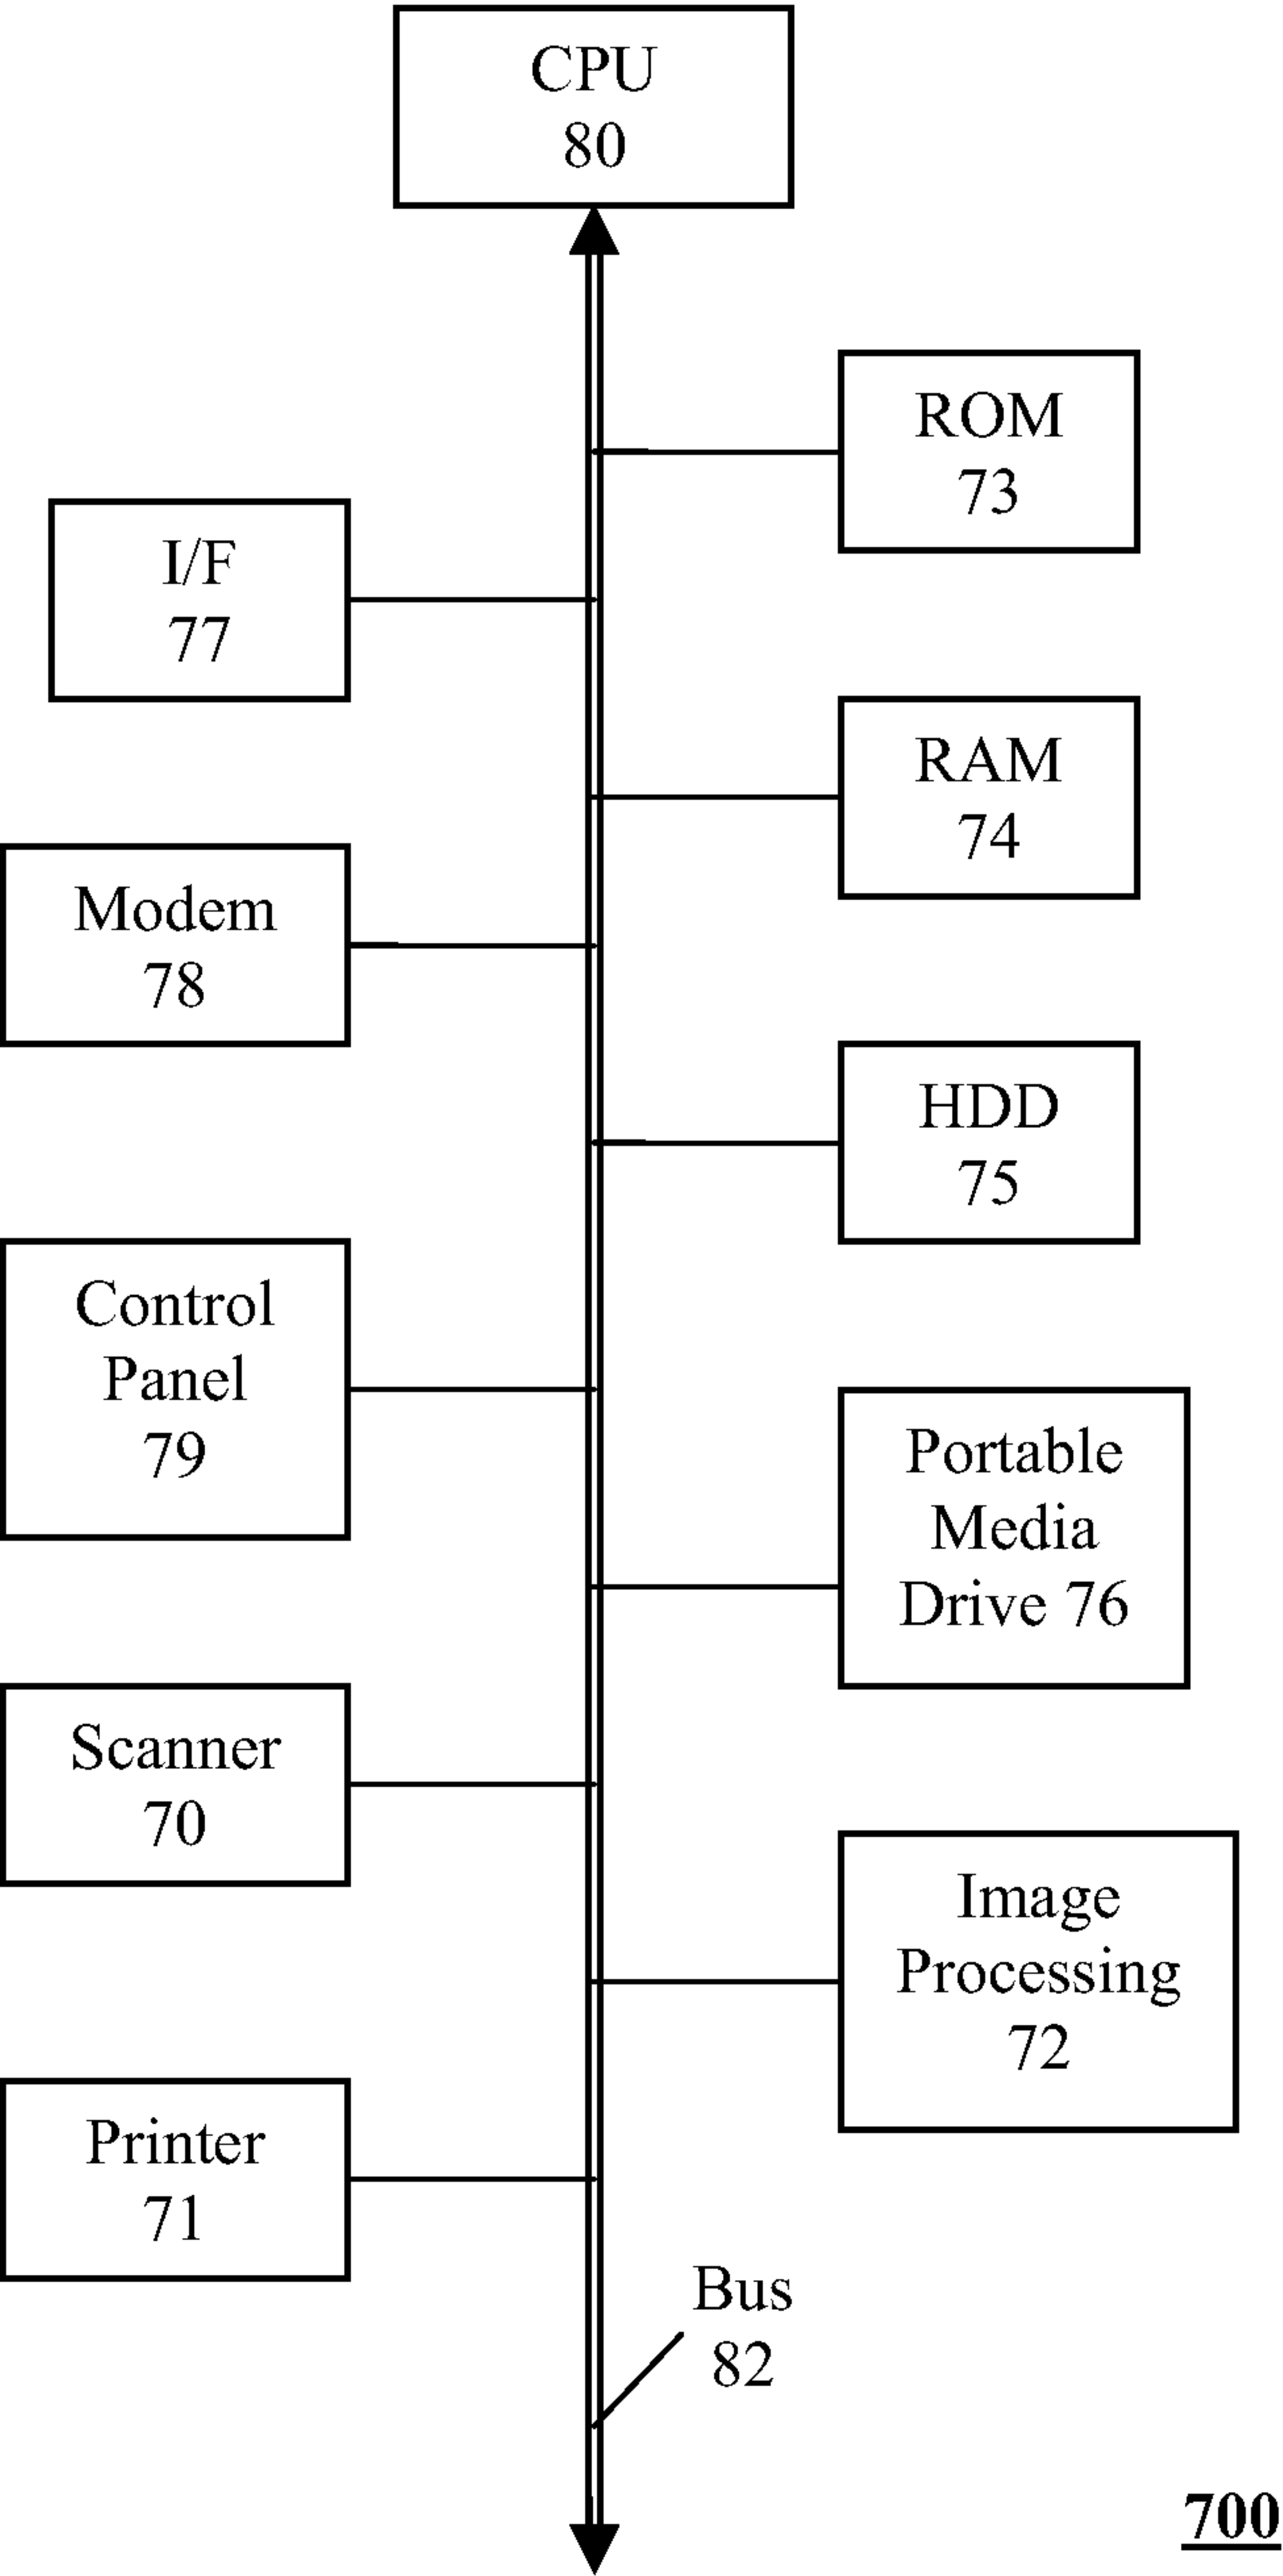 CPU
80
ROM
73
I/F
77
RAM
74
Modem
78
HDD
75
Control
Panel
79
Portable
Media
Drive 76
Scanner
70
Image
Processing
72
Printer
71
Bus
82
700